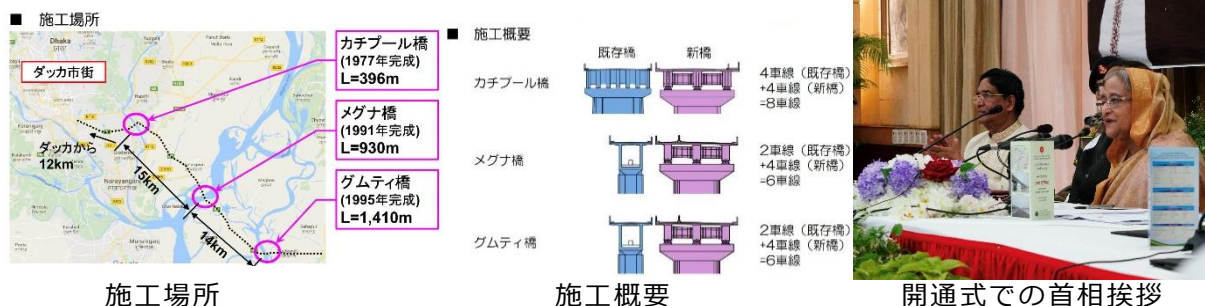 ■ 施工場所
Dhaka
ダッカ市街
カチプール橋
(1977年完成)
L=396m
メグナ橋
(1991年完成)
L=930m
グムティ橋
(1995年完成)
L=1,410m
ダッカから
12km
15km
14km
Narayanganj
Munshiganj
■ 施工概要
既存橋 新橋
カチプール橋
4車線（既存橋）
+4車線（新橋）
=8車線
メグナ橋
2車線（既存橋）
+4車線（新橋）
=6車線
グムティ橋
2車線（既存橋）
+4車線（新橋）
=6車線
施工場所
施工概要
開通式での首相挨拶